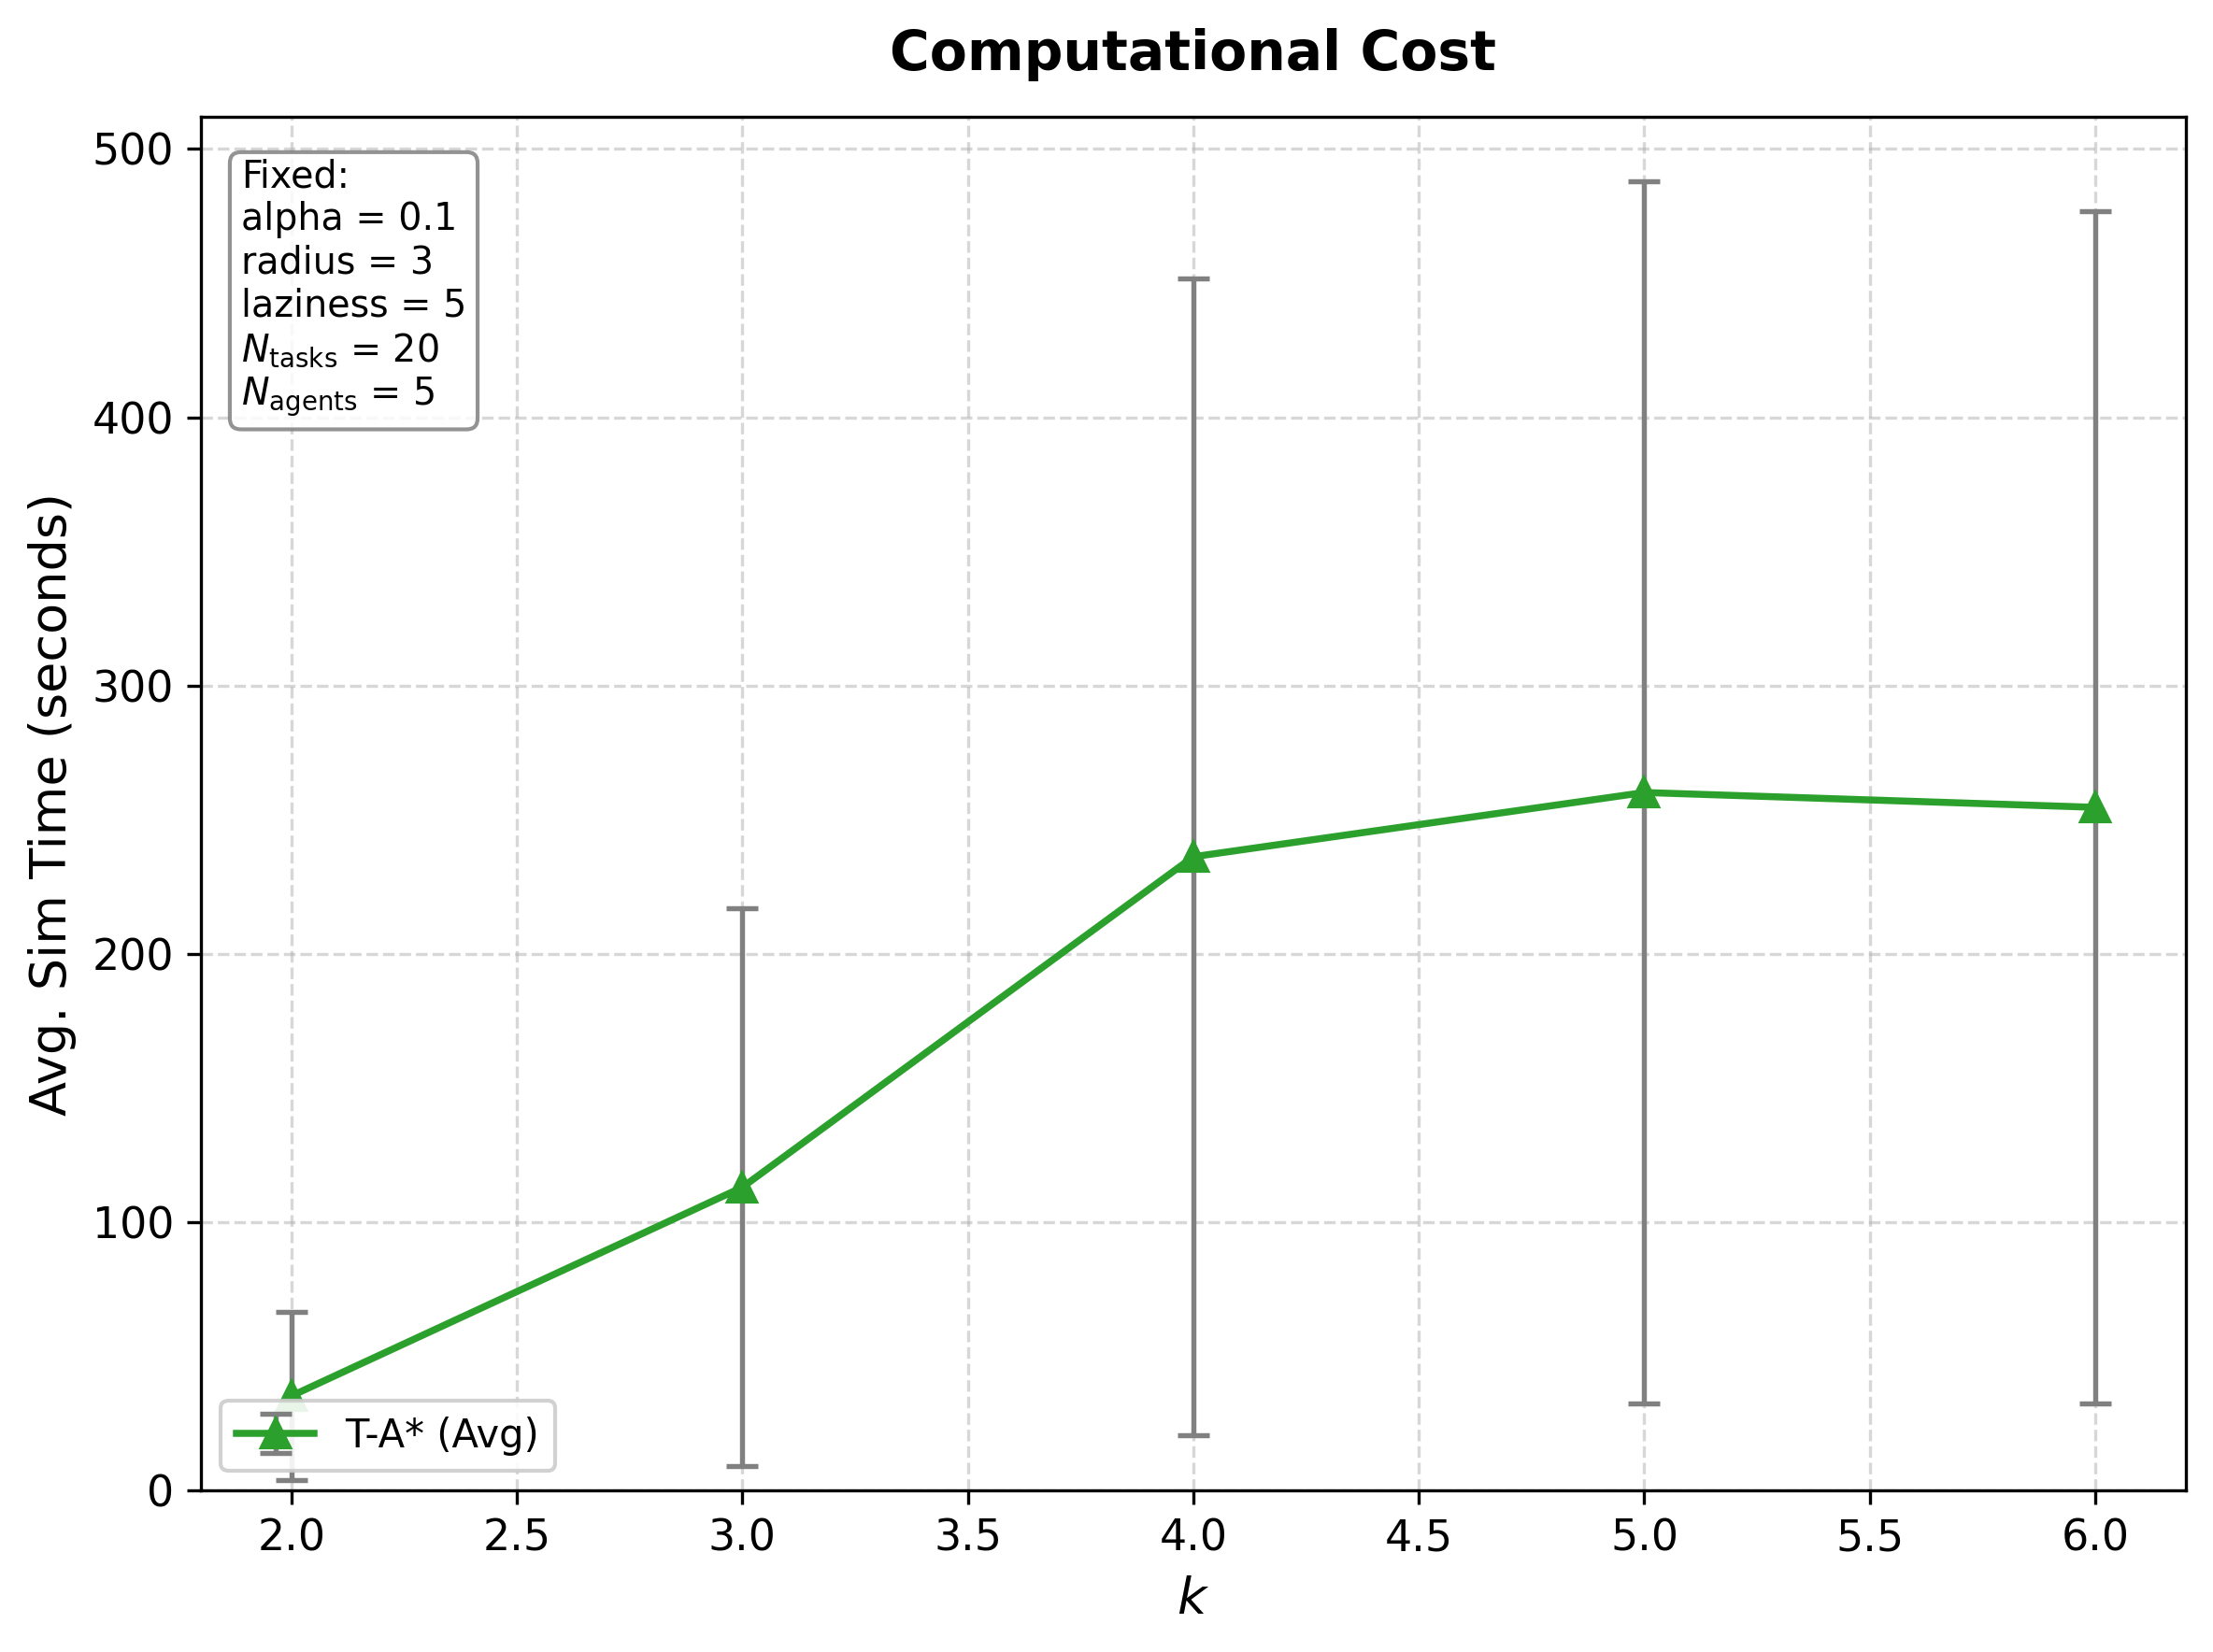 Computational Cost
500
400
300
200
100
0
Avg. Sim Time (seconds)
Fixed:
alpha = 0.1
radius = 3
laziness = 5
N_tasks = 20
N_agents = 5
T-A* (Avg)
2.0 2.5 3.0 3.5 4.0 4.5 5.0 5.5 6.0
k